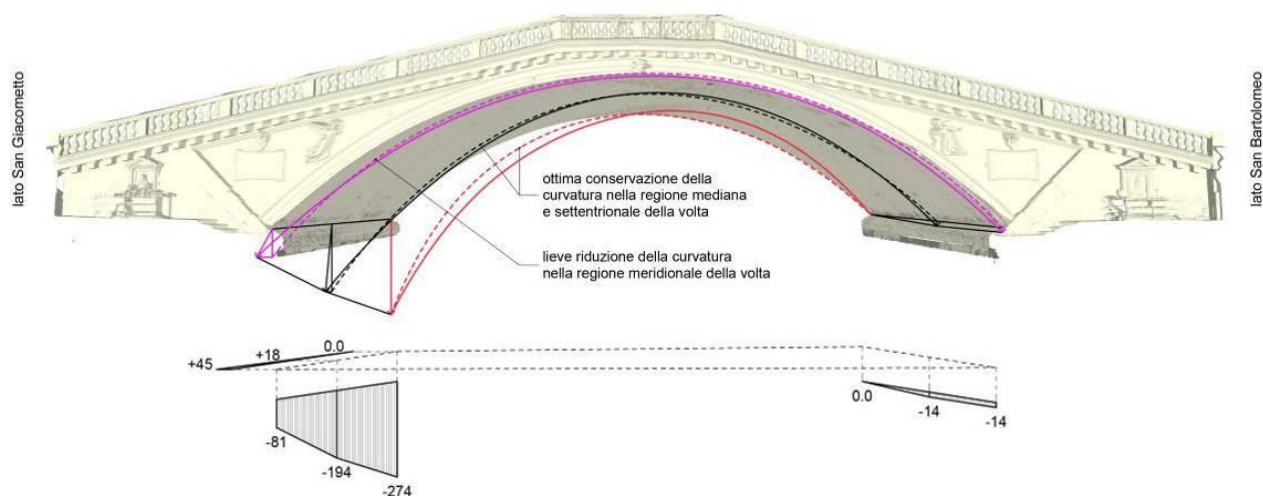 lato San Giacometto
lato San Bartolomeo
ottima conservazione della
curvatura nella regione mediana
e settentrionale della volta
lieve riduzione della curvatura
nella regione meridionale della volta
+45
+18
0.0
-81
-194
-274
0.0
-14
-14